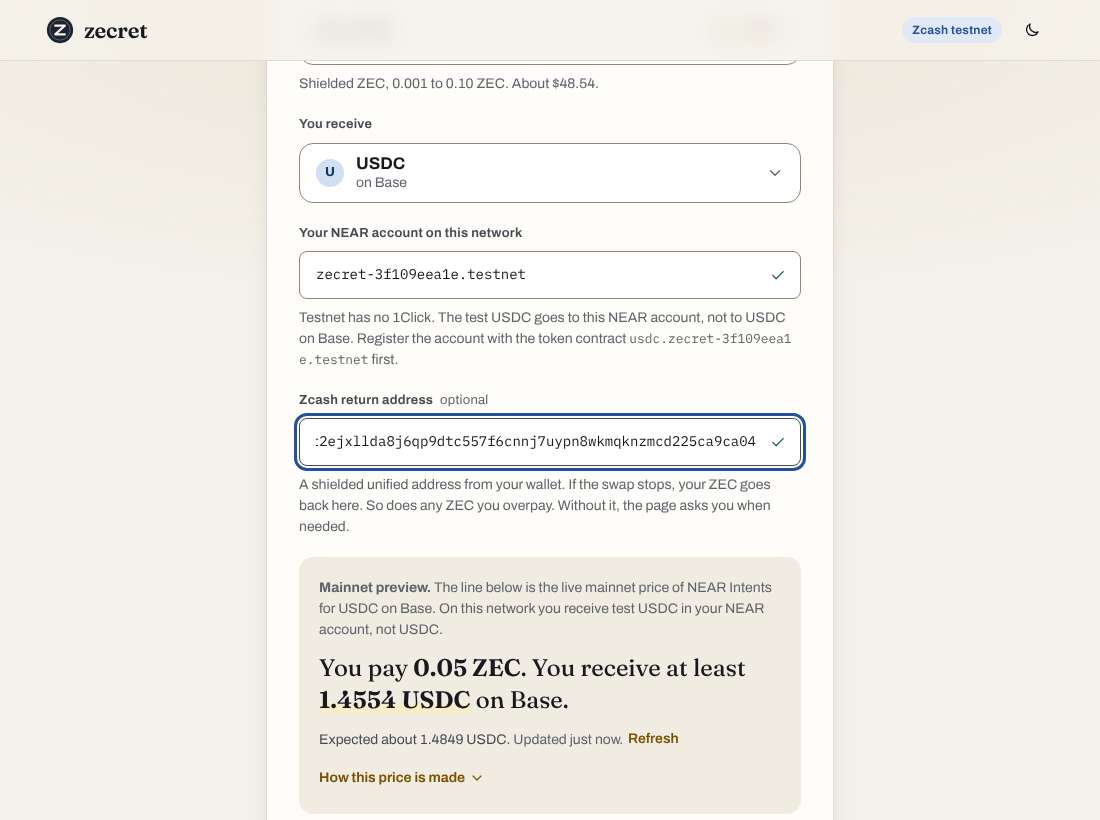 zecret
Zcash testnet
Shielded ZEC, 0.001 to 0.10 ZEC. About $48.54.
You receive
U
USDC
on Base
Your NEAR account on this network
zecret-3f109eea1e.testnet
Testnet has no 1Click. The test USDC goes to this NEAR account, not to USDC
on Base. Register the account with the token contract usdc.zecret-3f109eea1
e.testnet first.
Zcash return address optional
:2ejxllda8j6qp9dtc557f6cnnj7uypn8wkmqknzmcd225ca9ca04
A shielded unified address from your wallet. If the swap stops, your ZEC goes
back here. So does any ZEC you overpay. Without it, the page asks you when
needed.
Mainnet preview. The line below is the live mainnet price of NEAR Intents
for USDC on Base. On this network you receive test USDC in your NEAR
account, not USDC.
You pay 0.05 ZEC. You receive at least
1.4554 USDC on Base.
Expected about 1.4849 USDC. Updated just now. Refresh
How this price is made